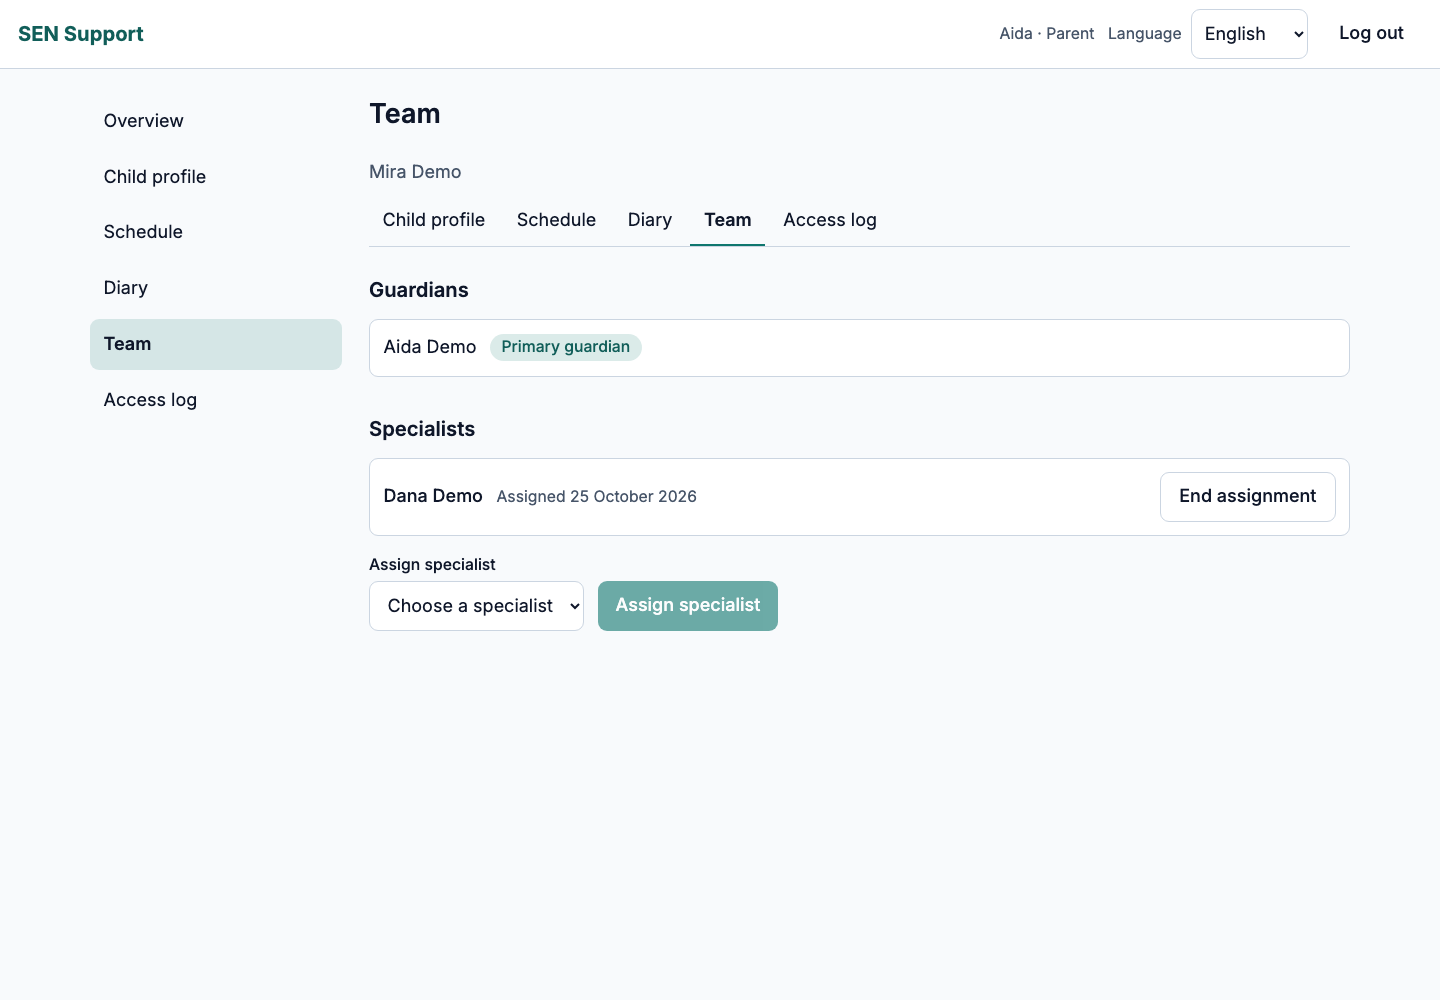 SEN Support
Aida · Parent Language English Log out
Overview
Child profile
Schedule
Diary
Team
Access log
Team
Mira Demo
Child profile Schedule Diary Team Access log
Guardians
Aida Demo Primary guardian
Specialists
Dana Demo Assigned 25 October 2026 End assignment
Assign specialist
Choose a specialist Assign specialist